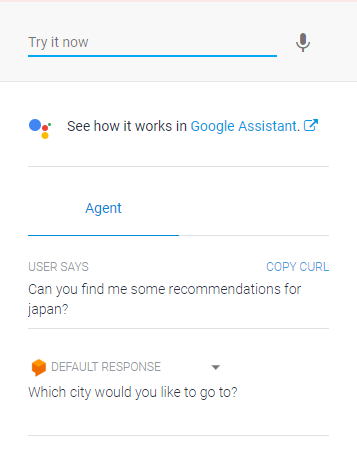 Try it now
See how it works in Google Assistant.
Agent
USER SAYS COPY CURL
Can you find me some recommendations for
japan?
DEFAULT RESPONSE
Which city would you like to go to?